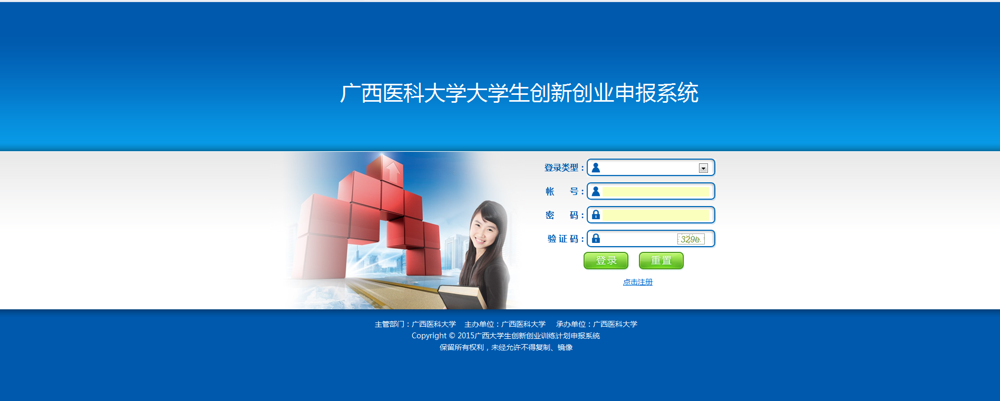 广西医科大学大学生创新创业申报系统
登录类型：
帐 号：
密 码：
验 证 码： 329e
登录 重置
点击注册
主管部门：广西医科大学 主办单位：广西医科大学 承办单位：广西医科大学
Copyright © 2015广西大学生创新创业训练计划申报系统
保留所有权利，未经允许不得复制、镜像